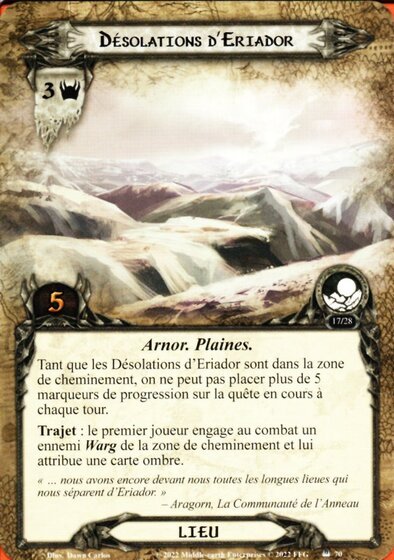 Désolations d'Eriador
3
5
17/28
Arnor. Plaines.
Tant que les Désolations d'Eriador sont dans la zone
de cheminement, on ne peut pas placer plus de 5
marqueurs de progression sur la quête en cours à
chaque tour.
Trajet : le premier joueur engage au combat un
ennemi Warg de la zone de cheminement et lui
attribue une carte ombre.
« ... nous avons encore devant nous toutes les longues lieues qui
nous séparent d'Eriador. »
– Aragorn, La Communauté de l'Anneau
LIEU
Illus. Dawn Carlos © 2022 Middle-earth Enterprises © 2022 FFG 70